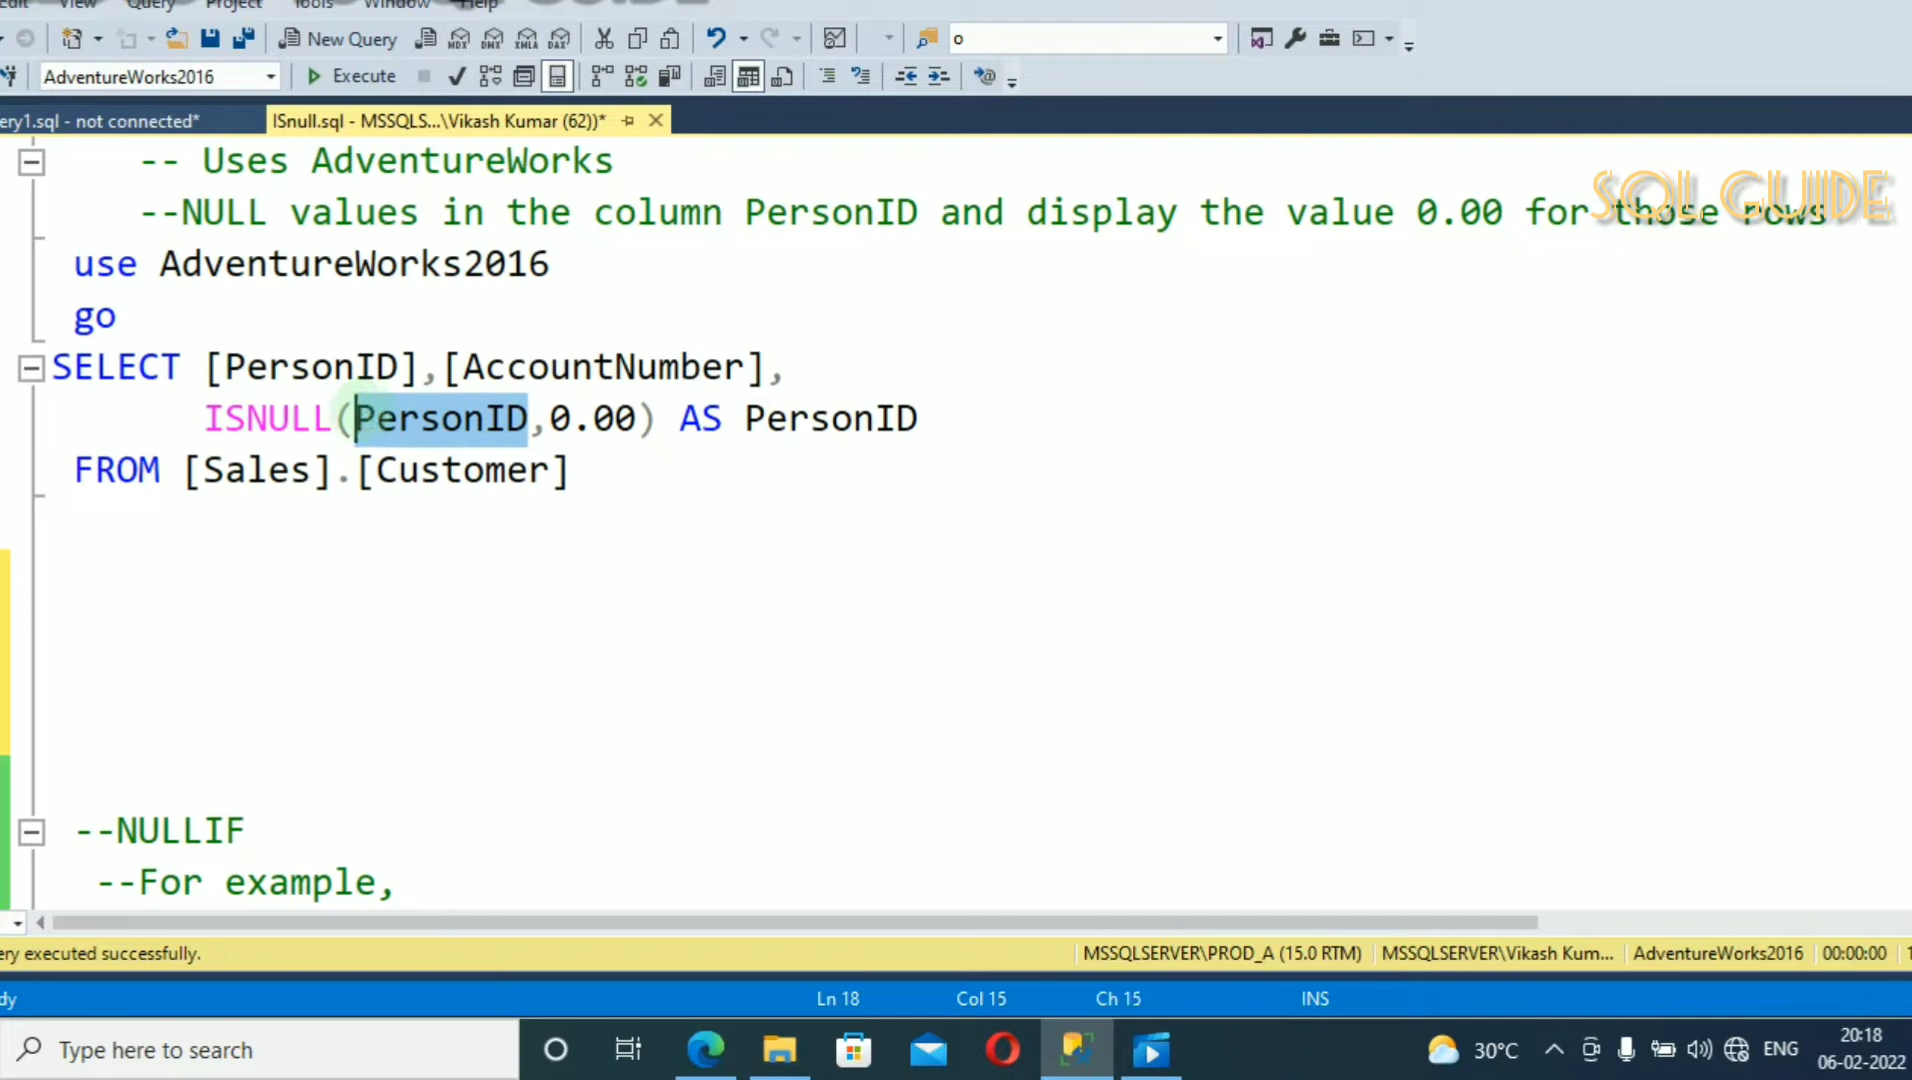 Edit View Query Project Tools Window Help
New Query
o
AdventureWorks2016
Execute
ery1.sql - not connected*
ISnull.sql - MSSQLS...\Vikash Kumar (62))*
-- Uses AdventureWorks
SQL GUIDE
--NULL values in the column PersonID and display the value 0.00 for those rows
use AdventureWorks2016
go
SELECT [PersonID],[AccountNumber],
ISNULL(PersonID,0.00) AS PersonID
FROM [Sales].[Customer]
--NULLIF
--For example,
ery executed successfully.
MSSQLSERVER\PROD_A (15.0 RTM)
MSSQLSERVER\Vikash Kum...
AdventureWorks2016
00:00:00
dy
Ln 18
Col 15
Ch 15
INS
Type here to search
30°C
ENG
20:18
06-02-2022